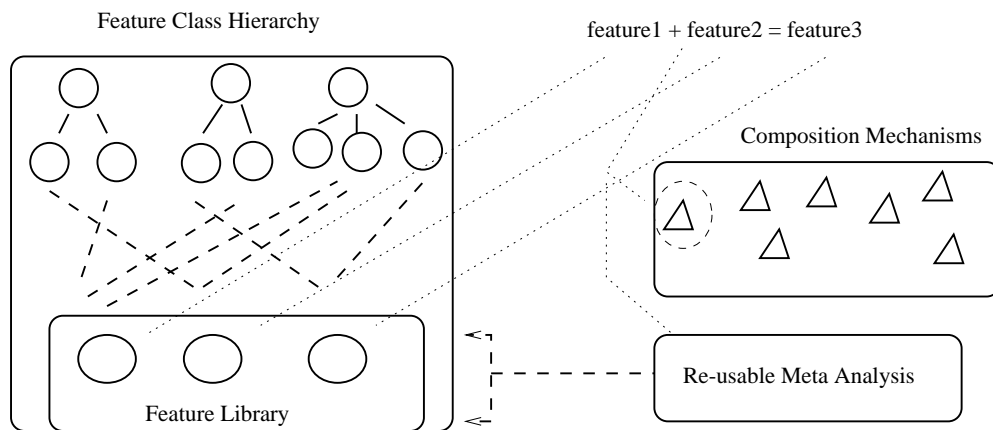 Feature Class Hierarchy
feature1 + feature2 = feature3
Composition Mechanisms
Re-usable Meta Analysis
Feature Library